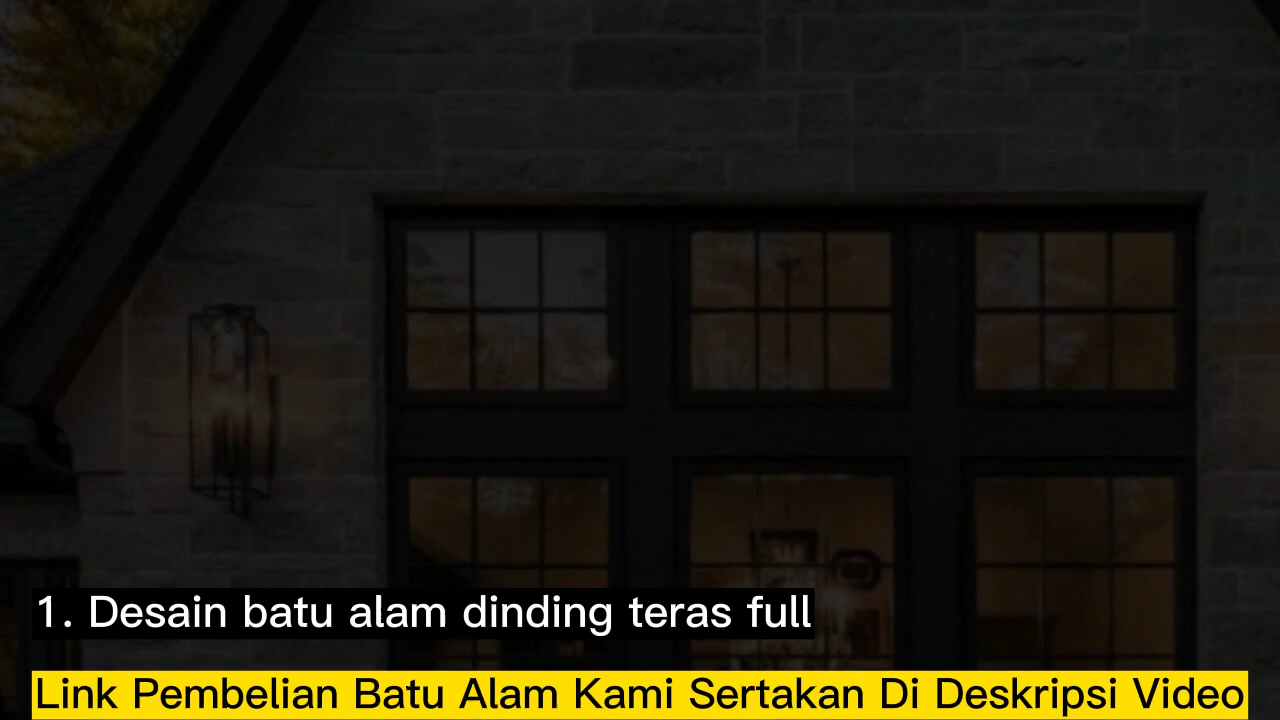 1. Desain batu alam dinding teras full
Link Pembelian Batu Alam Kami Sertakan Di Deskripsi Video